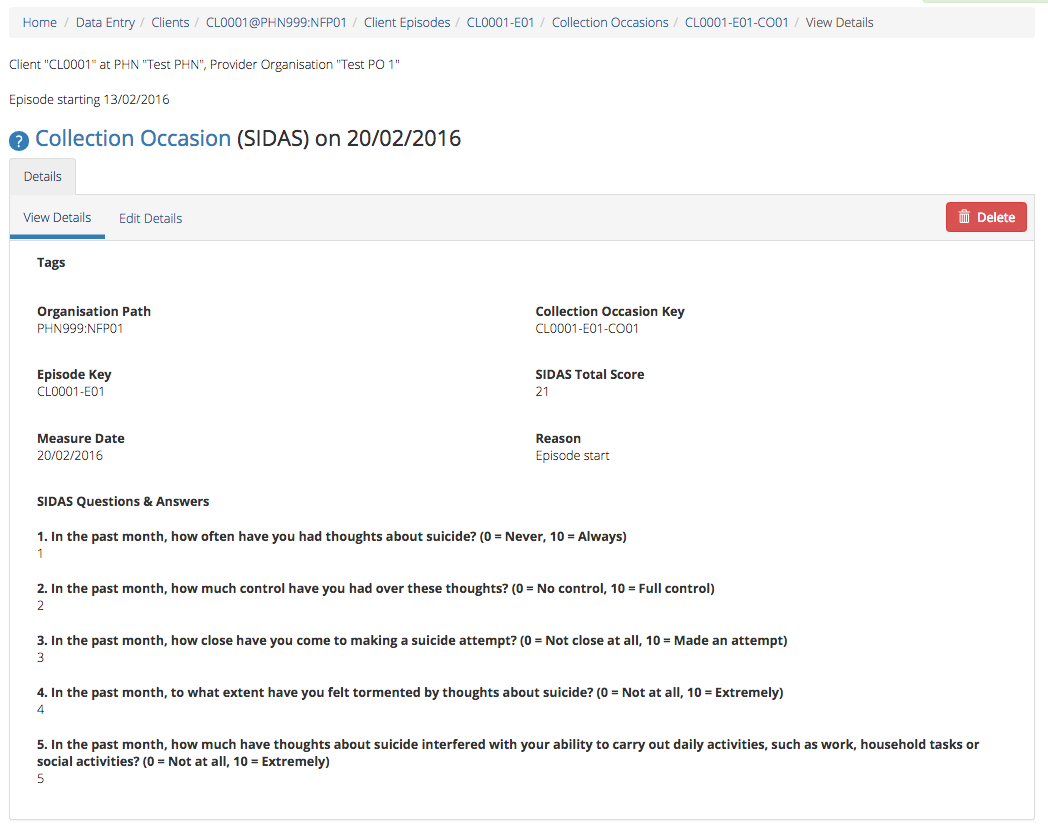 Home / Data Entry / Clients / CL0001@PHN999:NFP01 / Client Episodes / CL0001-E01 / Collection Occasions / CL0001-E01-CO01 / View Details
Client "CL0001" at PHN "Test PHN", Provider Organisation "Test PO 1"
Episode starting 13/02/2016
? Collection Occasion (SIDAS) on 20/02/2016
Details
View Details Edit Details Delete
Tags
Organisation Path
PHN999:NFP01
Collection Occasion Key
CL0001-E01-CO01
Episode Key
CL0001-E01
SIDAS Total Score
21
Measure Date
20/02/2016
Reason
Episode start
SIDAS Questions & Answers
1. In the past month, how often have you had thoughts about suicide? (0 = Never, 10 = Always)
1
2. In the past month, how much control have you had over these thoughts? (0 = No control, 10 = Full control)
2
3. In the past month, how close have you come to making a suicide attempt? (0 = Not close at all, 10 = Made an attempt)
3
4. In the past month, to what extent have you felt tormented by thoughts about suicide? (0 = Not at all, 10 = Extremely)
4
5. In the past month, how much have thoughts about suicide interfered with your ability to carry out daily activities, such as work, household tasks or
social activities? (0 = Not at all, 10 = Extremely)
5